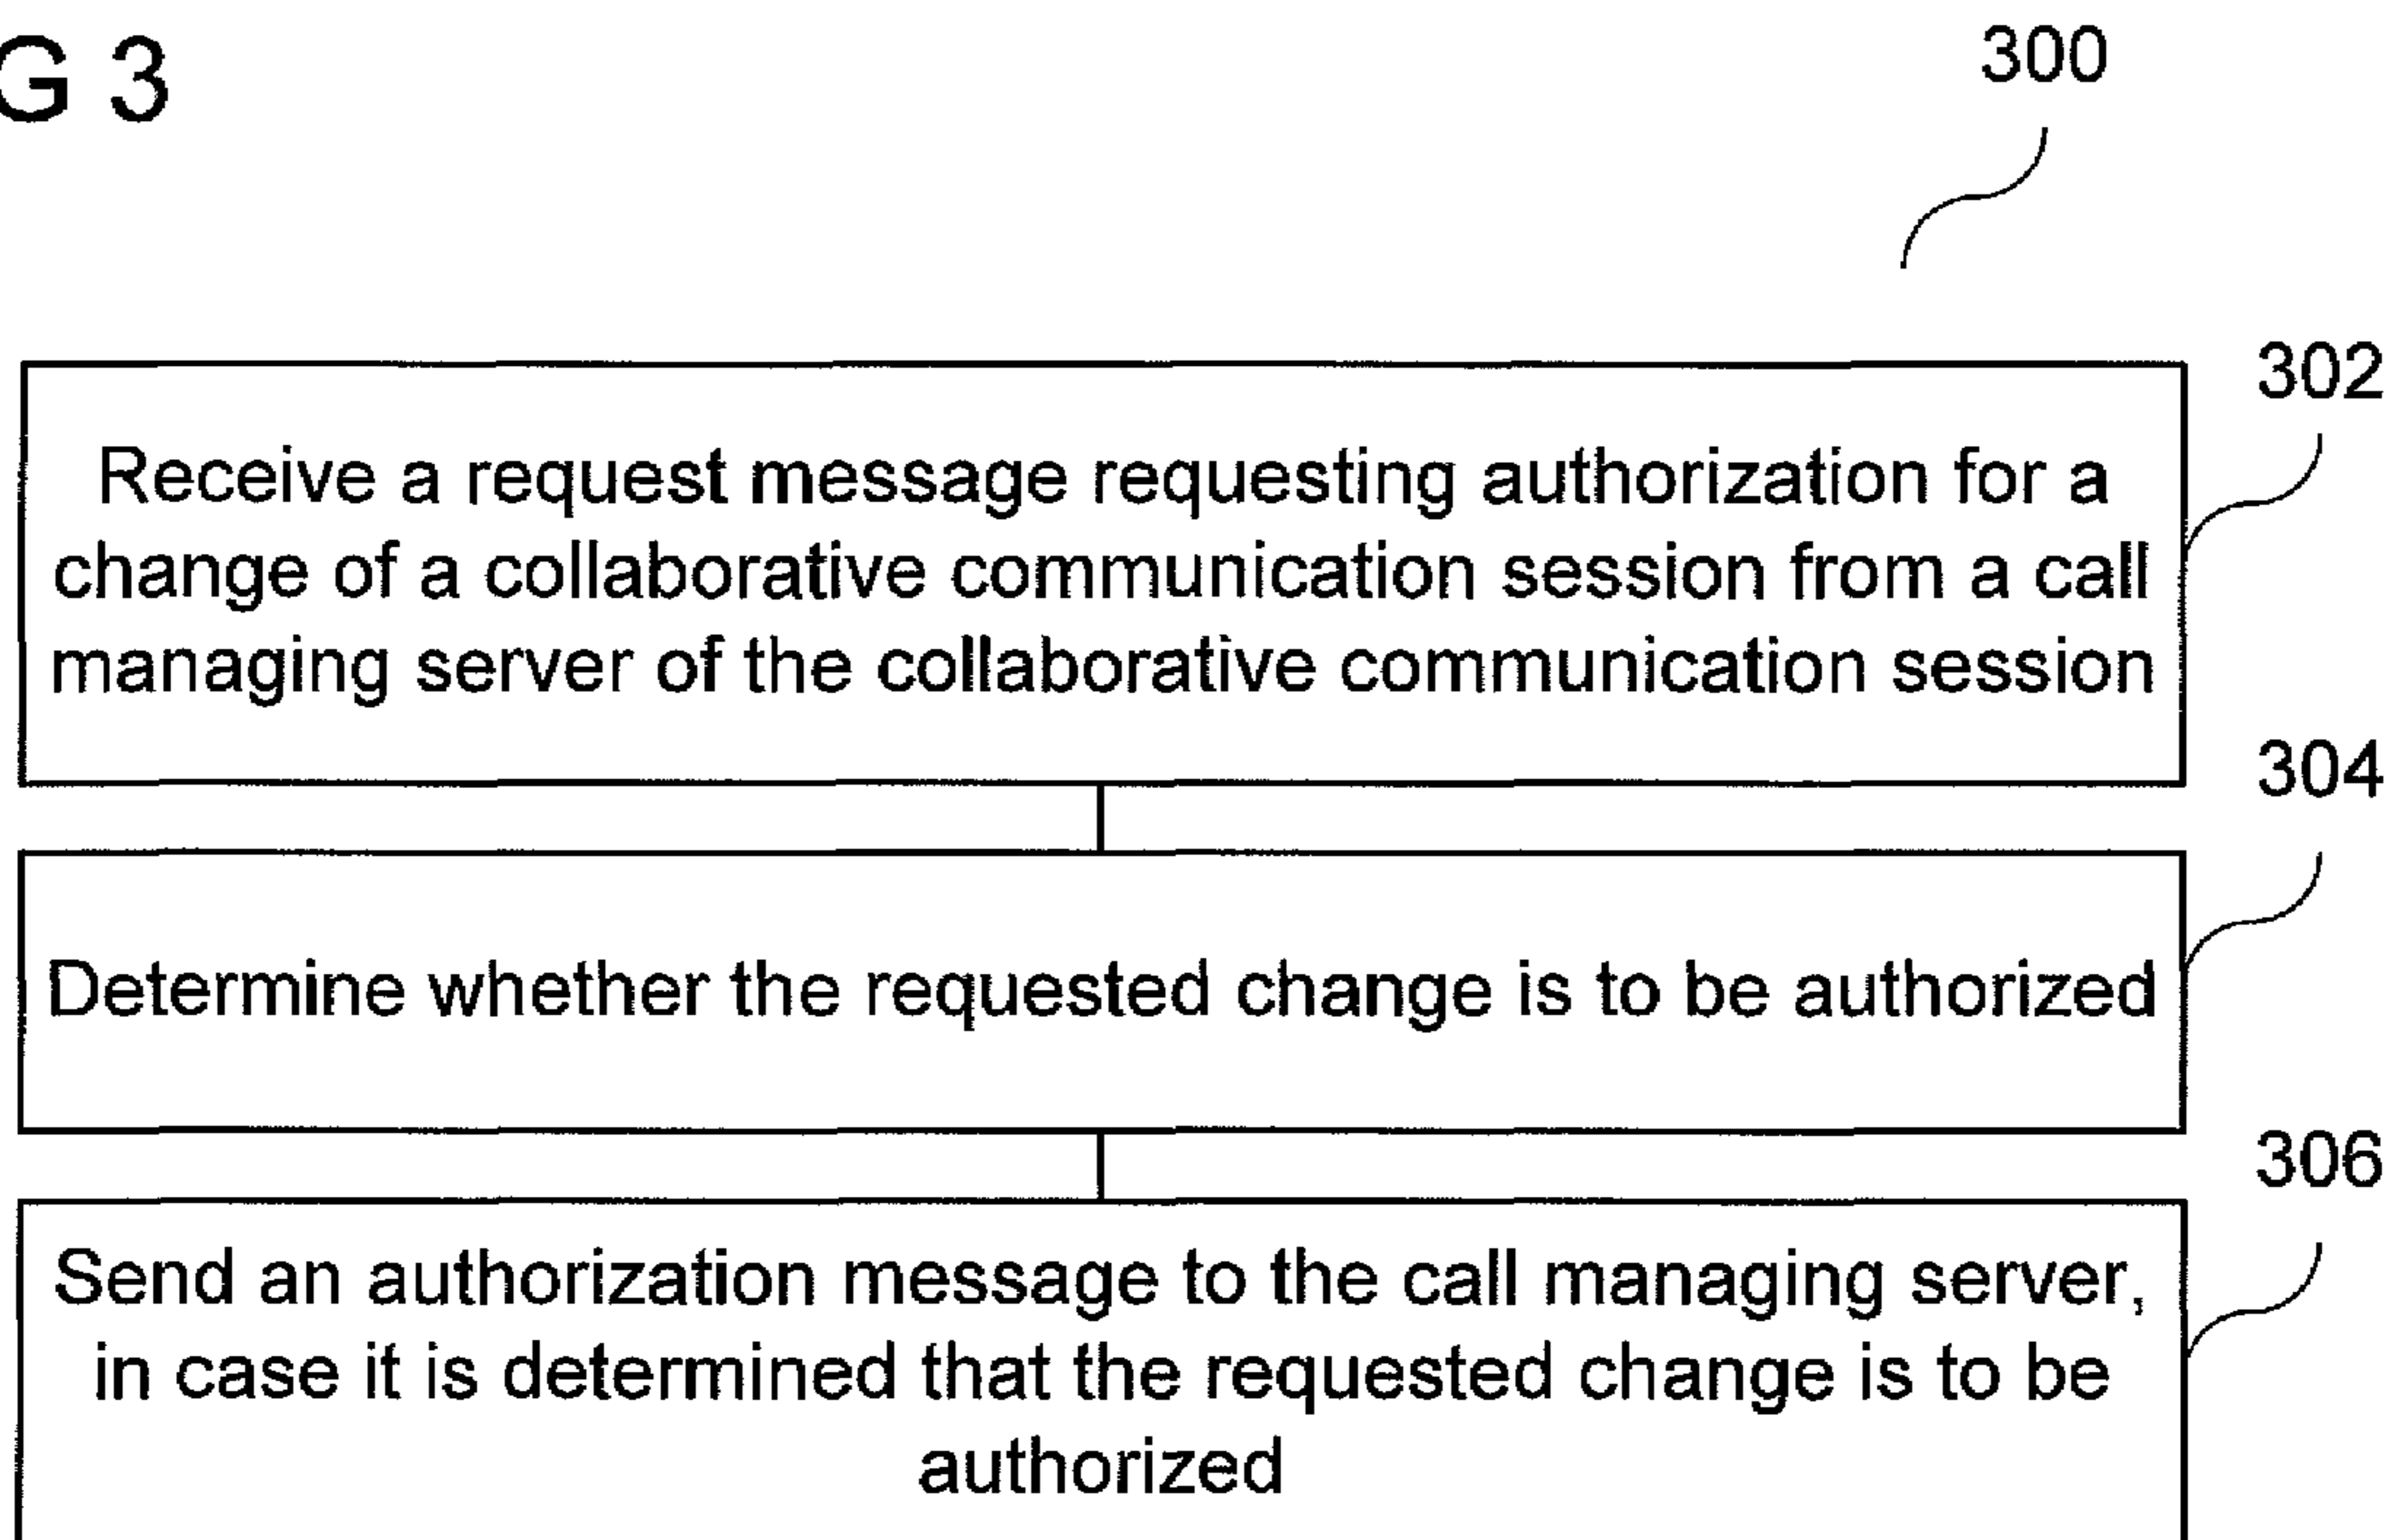 G 3
300
302
Receive a request message requesting authorization for a
change of a collaborative communication session from a call
managing server of the collaborative communication session
304
Determine whether the requested change is to be authorized
306
Send an authorization message to the call managing server,
in case it is determined that the requested change is to be
authorized